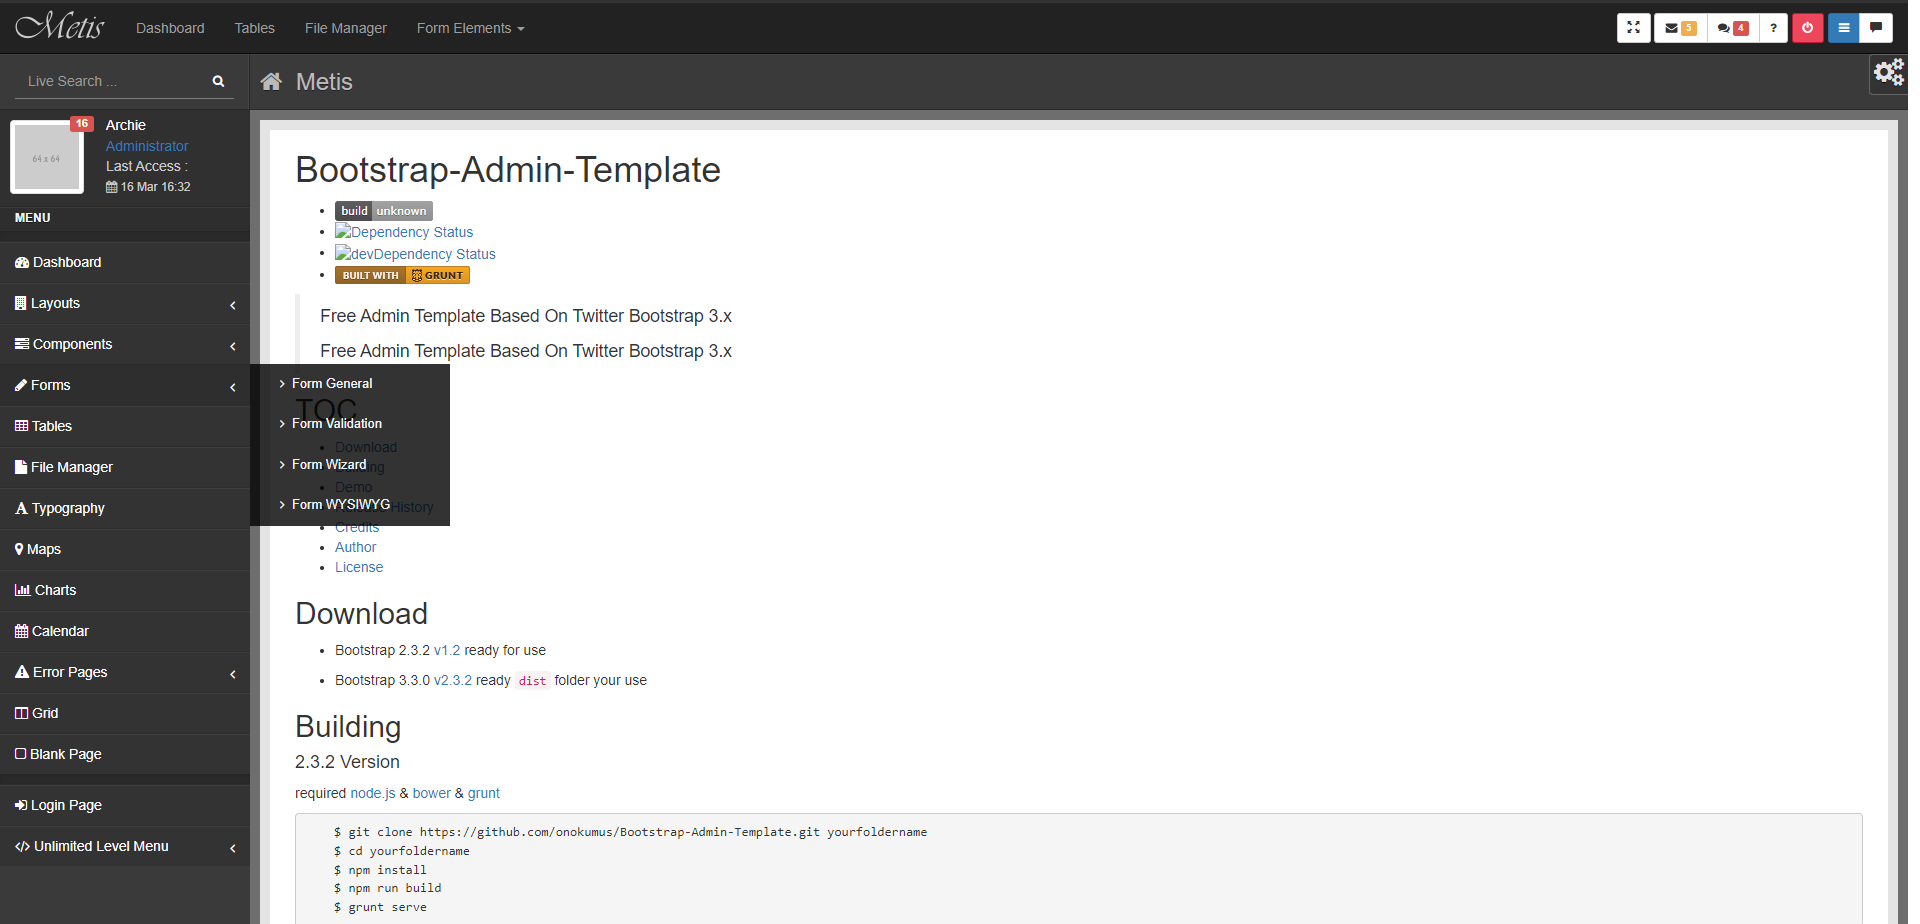 Metis
Dashboard
Tables
File Manager
Form Elements
5
4
?
Live Search ...
Metis
16
64 x 64
Archie
Administrator
Last Access :
16 Mar 16:32
MENU
Dashboard
Layouts
Components
Forms
Tables
File Manager
Typography
Maps
Charts
Calendar
Error Pages
Grid
Blank Page
Login Page
Unlimited Level Menu
Form General
Form Validation
Form Wizard
Form WYSIWYG
Bootstrap-Admin-Template
build unknown
Dependency Status
devDependency Status
BUILT WITH GRUNT
Free Admin Template Based On Twitter Bootstrap 3.x
Free Admin Template Based On Twitter Bootstrap 3.x
TOC
Download
Demo
History
Credits
Author
License
Download
Bootstrap 2.3.2 v1.2 ready for use
Bootstrap 3.3.0 v2.3.2 ready dist folder your use
Building
2.3.2 Version
required node.js & bower & grunt
$ git clone https://github.com/onokumus/Bootstrap-Admin-Template.git yourfoldername
$ cd yourfoldername
$ npm install
$ npm run build
$ grunt serve